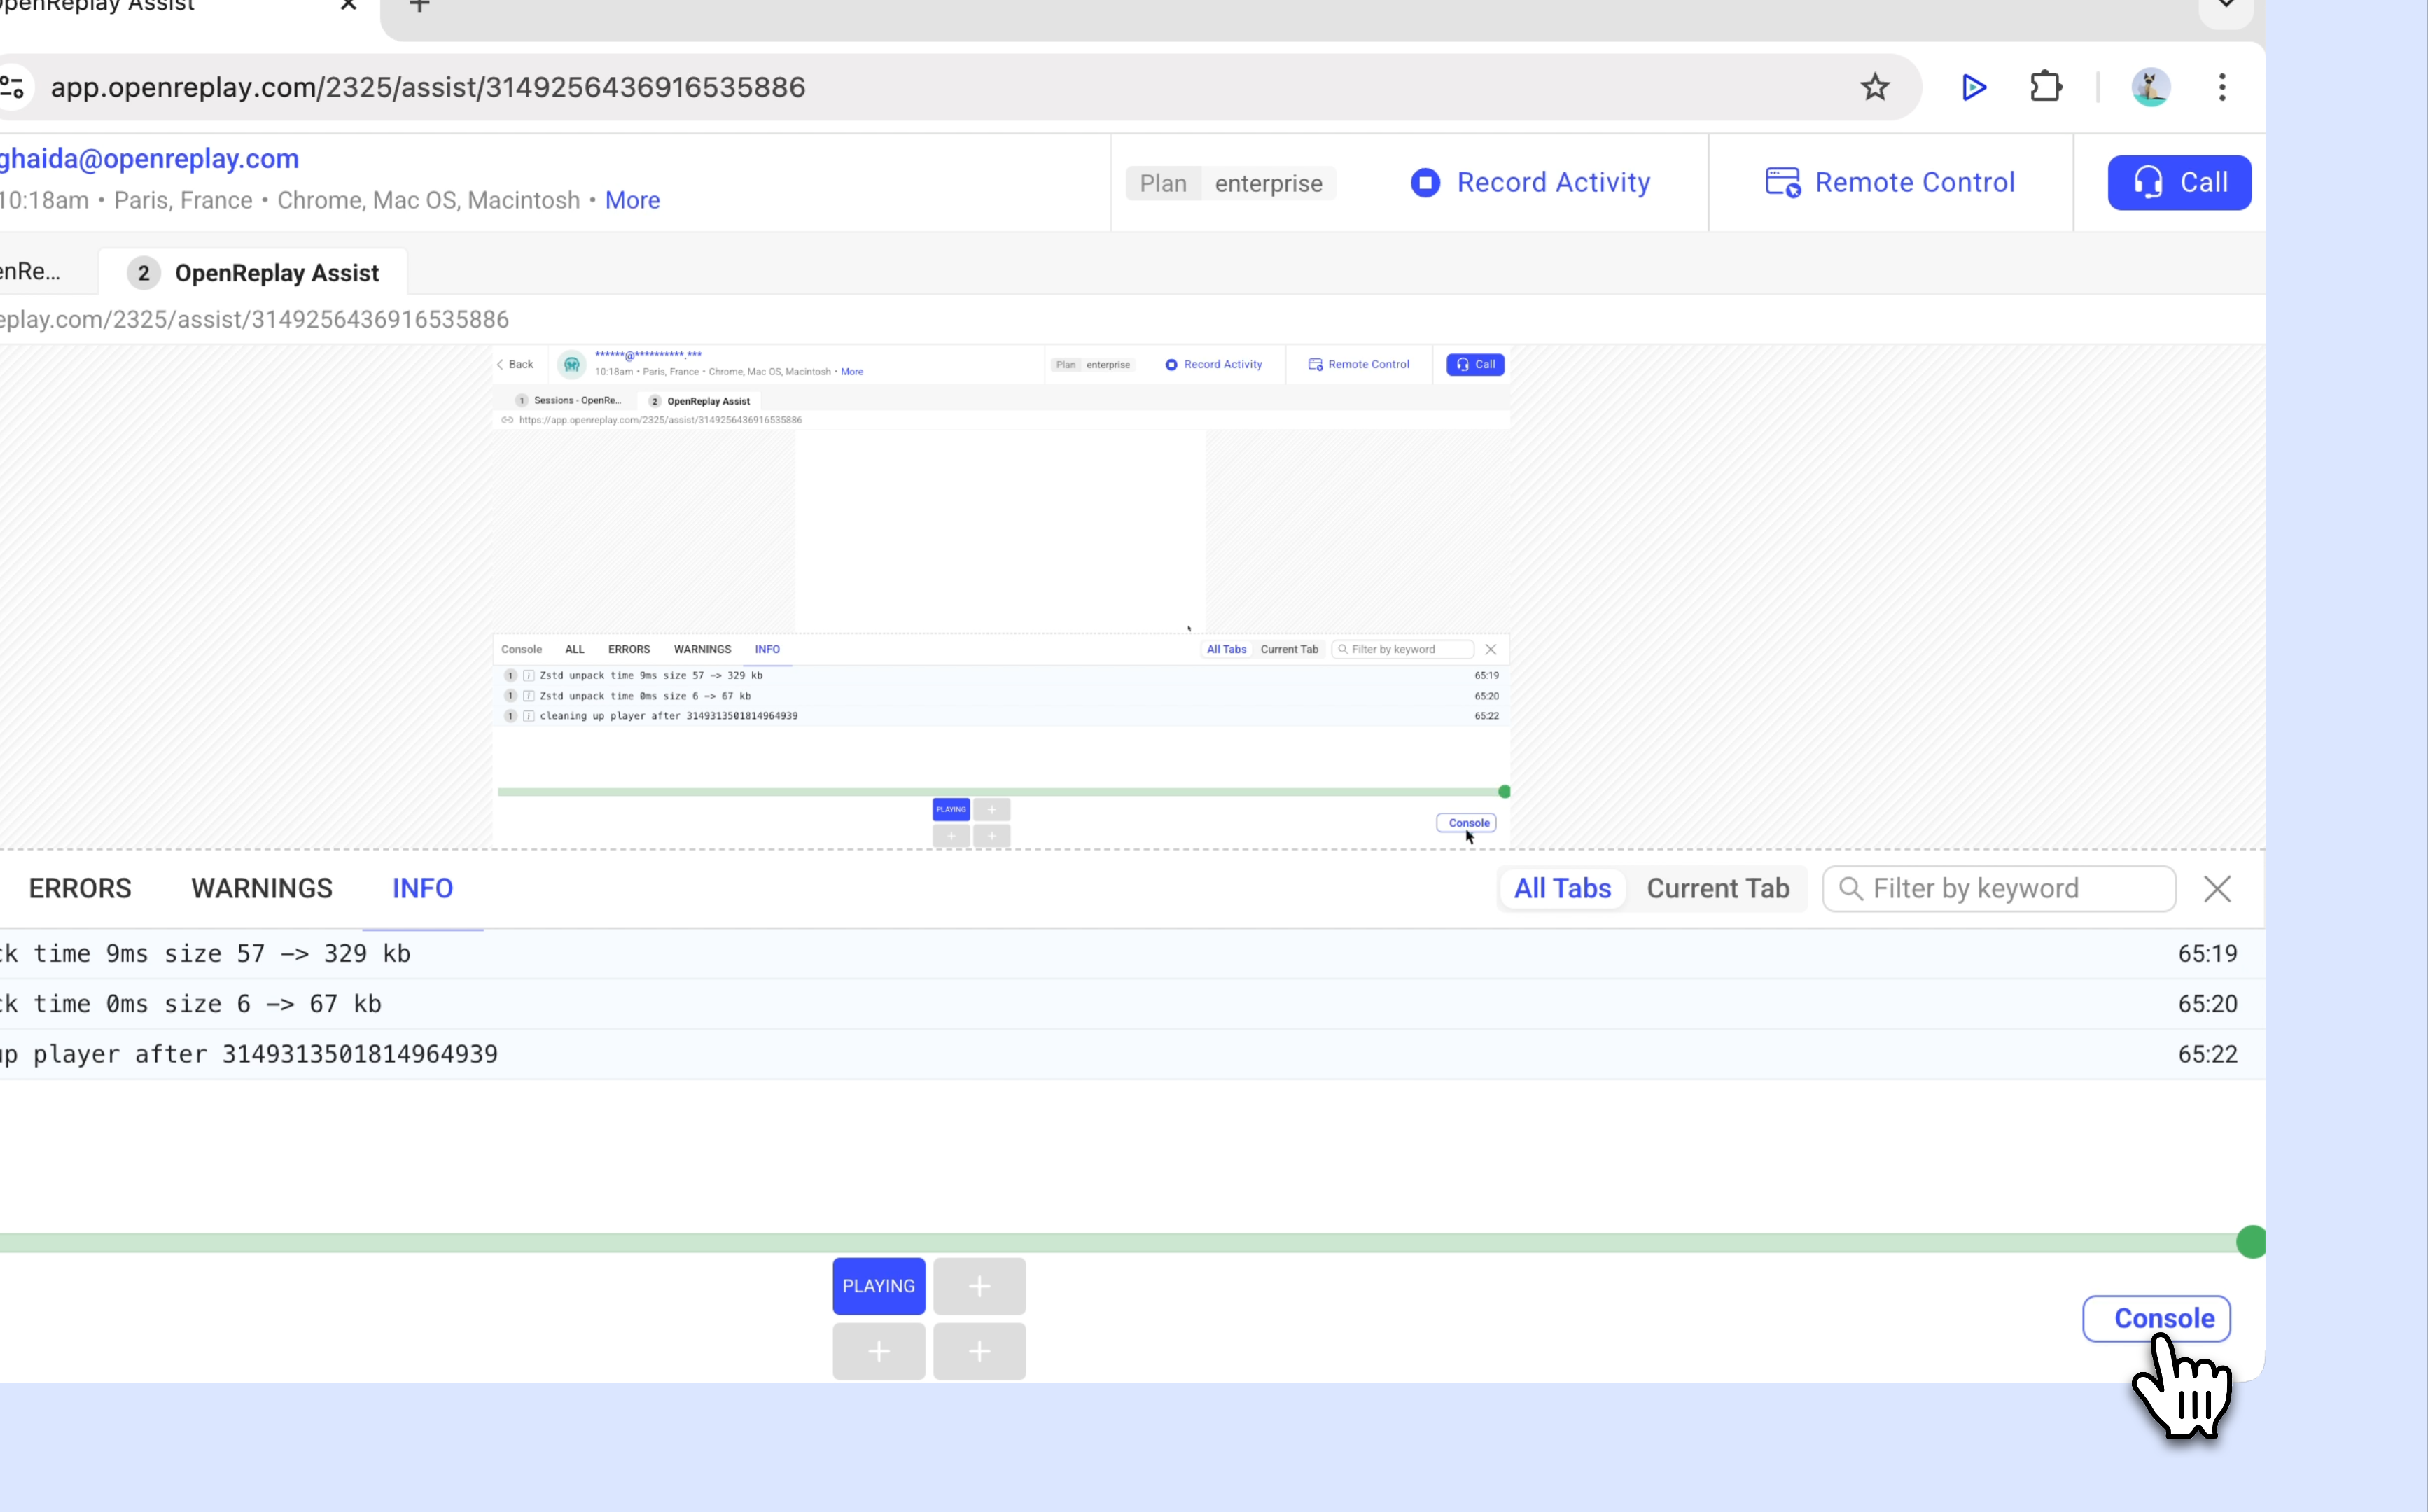 OpenReplay Assist
app.openreplay.com/2325/assist/3149256436916535886
ghaida@openreplay.com
10:18am • Paris, France • Chrome, Mac OS, Macintosh • More
Plan enterprise
Record Activity
Remote Control
Call
enRe...
2 OpenReplay Assist
eplay.com/2325/assist/3149256436916535886
Back
******@**********.***
10:18am • Paris, France • Chrome, Mac OS, Macintosh • More
Plan enterprise
Record Activity
Remote Control
Call
1 Sessions - OpenRe...
2 OpenReplay Assist
https://app.openreplay.com/2325/assist/3149256436916535886
Console ALL ERRORS WARNINGS INFO
All Tabs Current Tab Filter by keyword
1 i Zstd unpack time 9ms size 57 –> 329 kb 65:19
1 i Zstd unpack time 0ms size 6 –> 67 kb 65:20
1 i cleaning up player after 3149313501814964939 65:22
PLAYING
Console
ERRORS WARNINGS INFO
All Tabs Current Tab Filter by keyword
ck time 9ms size 57 –> 329 kb 65:19
ck time 0ms size 6 –> 67 kb 65:20
up player after 3149313501814964939 65:22
PLAYING
Console